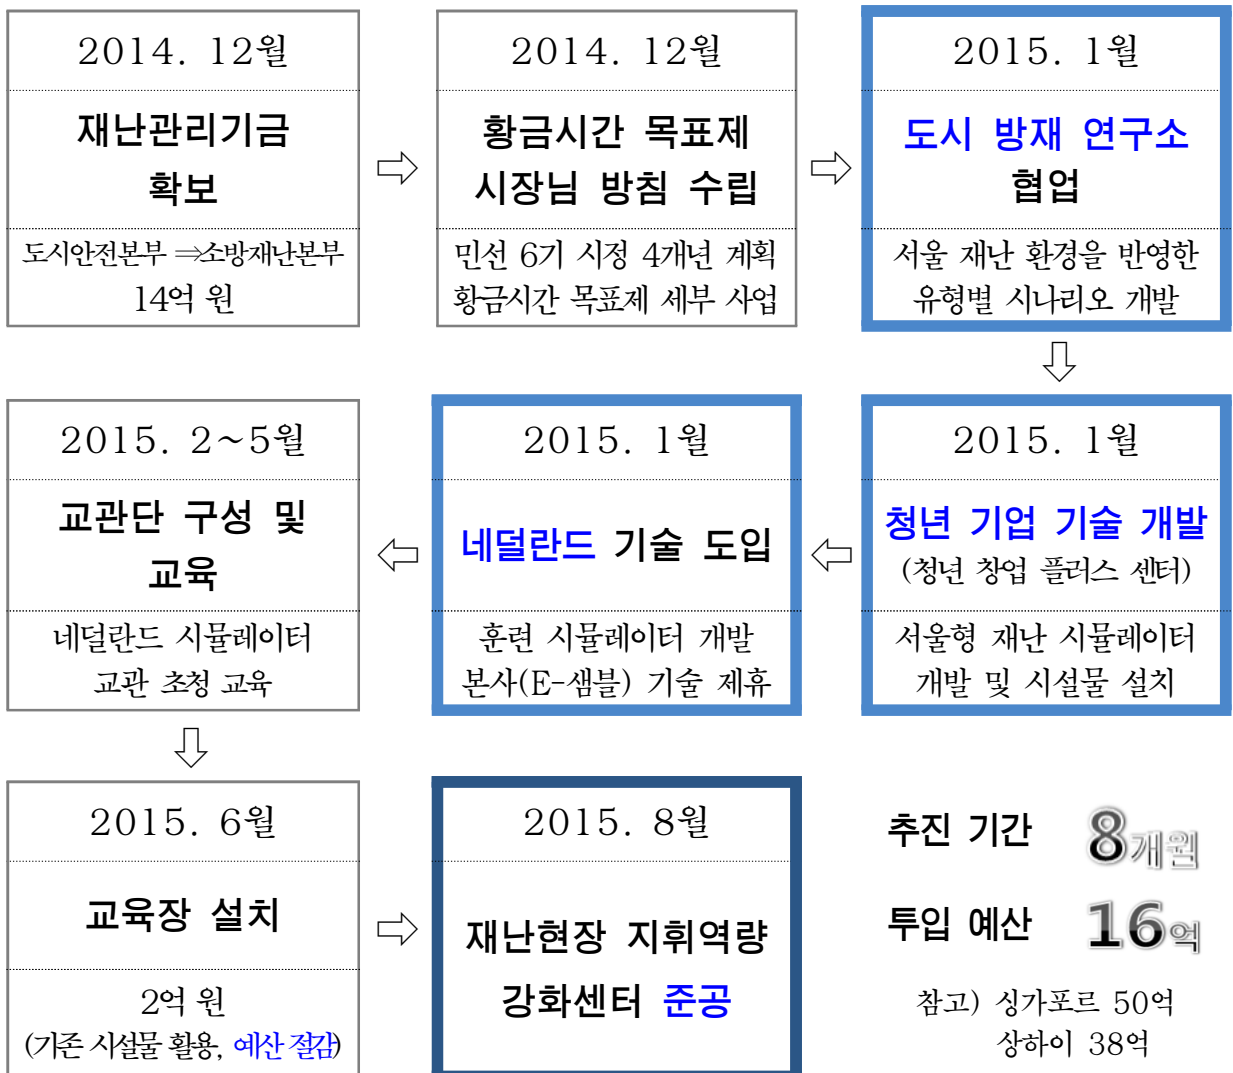 2014. 12월
재난관리기금
확보
도시안전본부 ⇒소방재난본부
14억 원
2014. 12월
황금시간 목표제
시장님 방침 수립
민선 6기 시정 4개년 계획
황금시간 목표제 세부 사업
2015. 1월
도시 방재 연구소
협업
서울 재난 환경을 반영한
유형별 시나리오 개발
2015. 1월
청년 기업 기술 개발
(청년 창업 플러스 센터)
서울형 재난 시뮬레이터
개발 및 시설물 설치
2015. 1월
네덜란드 기술 도입
훈련 시뮬레이터 개발
본사(E-샘블) 기술 제휴
2015. 2~5월
교관단 구성 및
교육
네덜란드 시뮬레이터
교관 초청 교육
2015. 6월
교육장 설치
2억 원
(기존 시설물 활용, 예산 절감)
2015. 8월
재난현장 지휘역량
강화센터 준공
추진 기간 8개월
투입 예산 16억
참고) 싱가포르 50억
상하이 38억